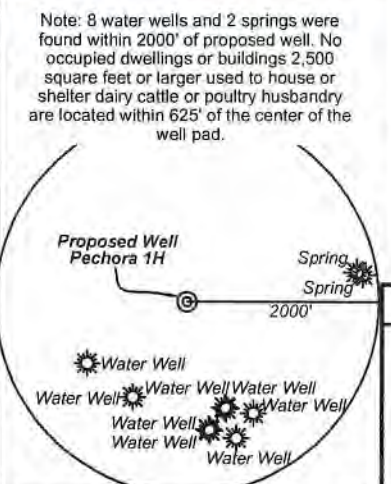 Note: 8 water wells and 2 springs were
found within 2000' of proposed well. No
occupied dwellings or buildings 2,500
square feet or larger used to house or
shelter dairy cattle or poultry husbandry
are located within 625' of the center of the
well pad.
Proposed Well
Pechora 1H
Spring
Spring
2000'
Water Well
Water Well
Water Well
Water Well
Water Well
Water Well
Water Well
Water Well